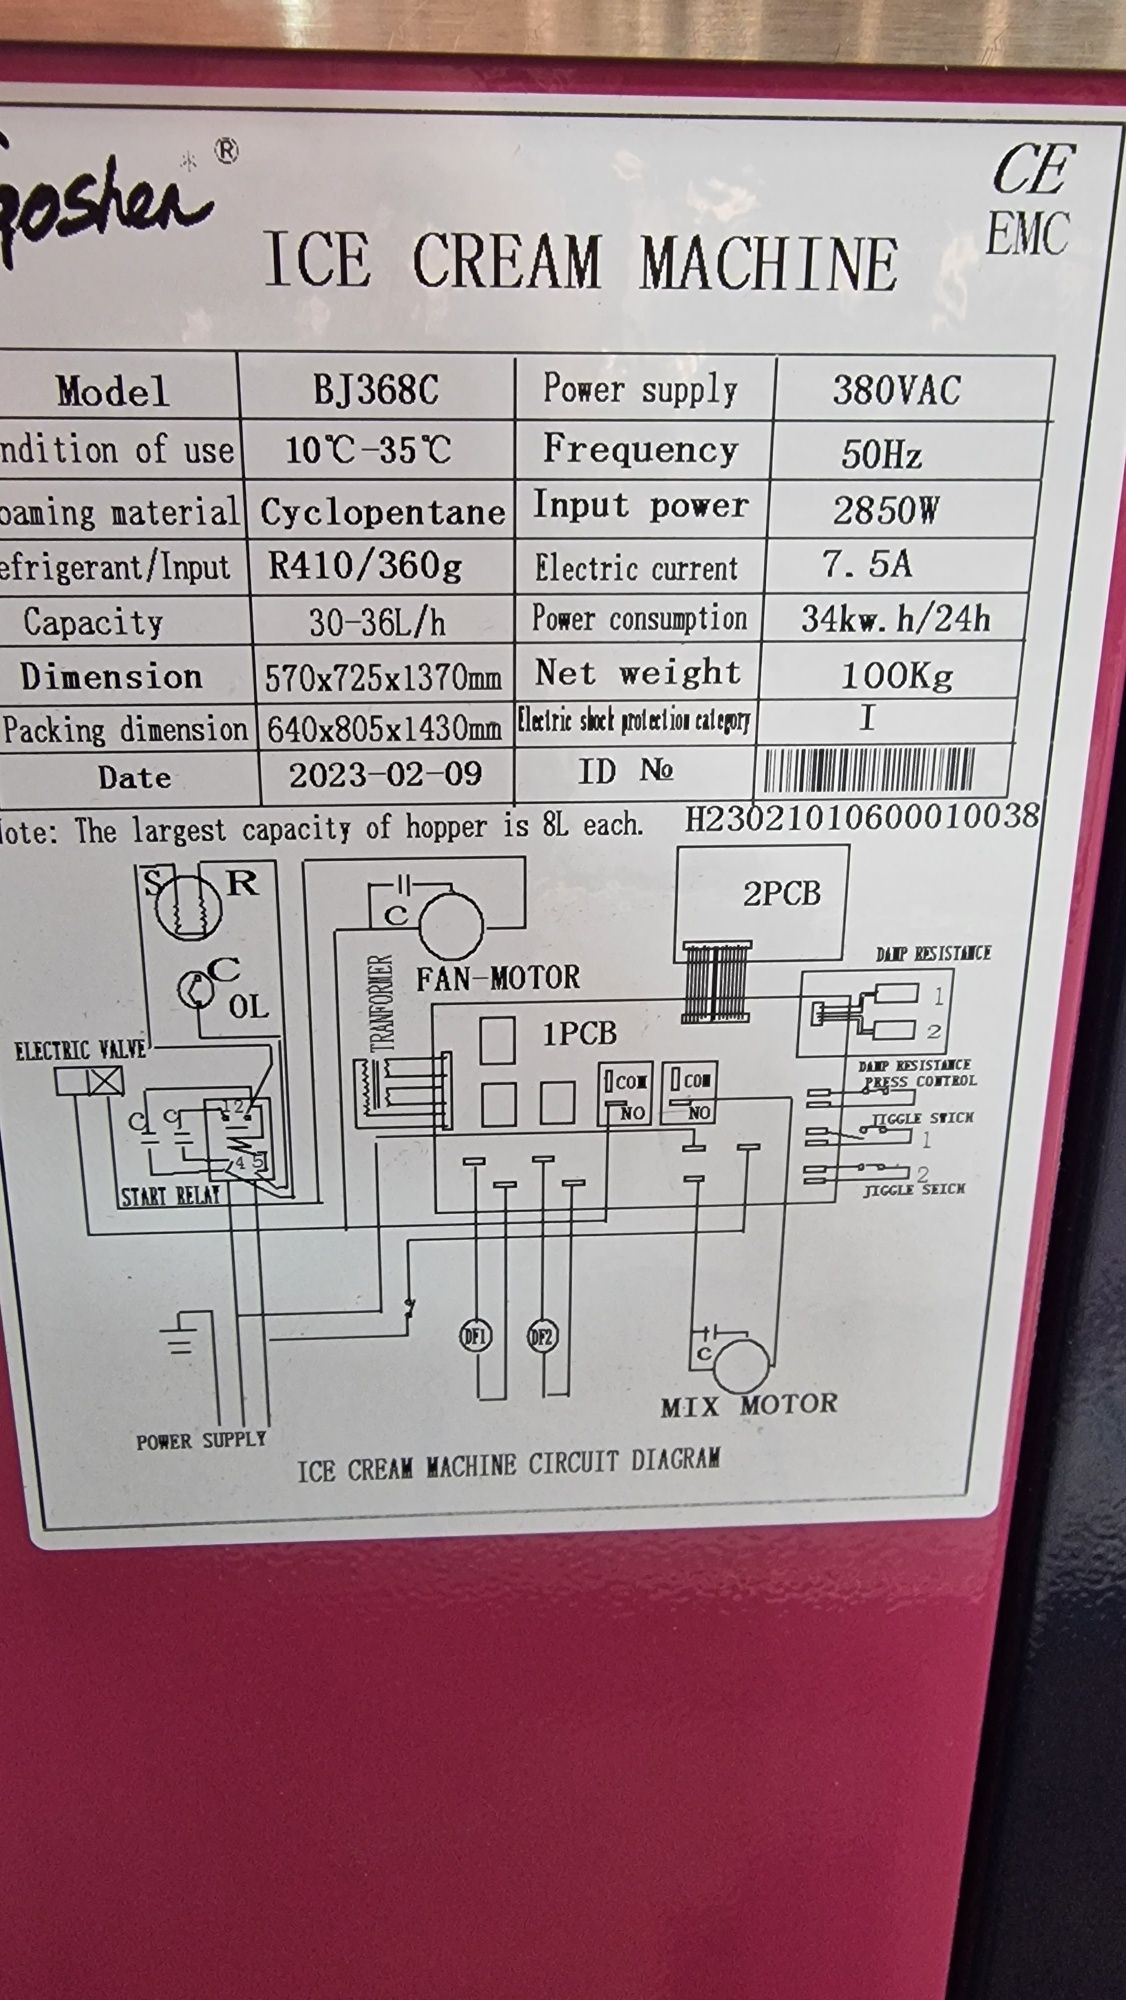 Goshen ®
CE
EMC
ICE CREAM MACHINE
Model BJ368C Power supply 380VAC
ndition of use 10℃-35℃ Frequency 50Hz
oaming material Cyclopentane Input power 2850W
efrigerant/Input R410/360g Electric current 7.5A
Capacity 30-36L/h Power consumption 34kw.h/24h
Dimension 570x725x1370mm Net weight 100Kg
Packing dimension 640x805x1430mm Electric shock protection category I
Date 2023-02-09 ID №
Note: The largest capacity of hopper is 8L each. H23021010600010038
S R
C
OL
C
FAN-MOTOR
TRANFORMER
2PCB
1PCB
DAMP RESISTANCE
1
2
DAMP RESISTANCE
PRESS CONTROL
JIGGLE SWICH
1
2
JIGGLE SEICH
COM
NO
COM
NO
ELECTRIC VALVE
C C
1 2
4 5
START RELAY
DF1
DF2
C
MIX MOTOR
POWER SUPPLY
ICE CREAM MACHINE CIRCUIT DIAGRAM